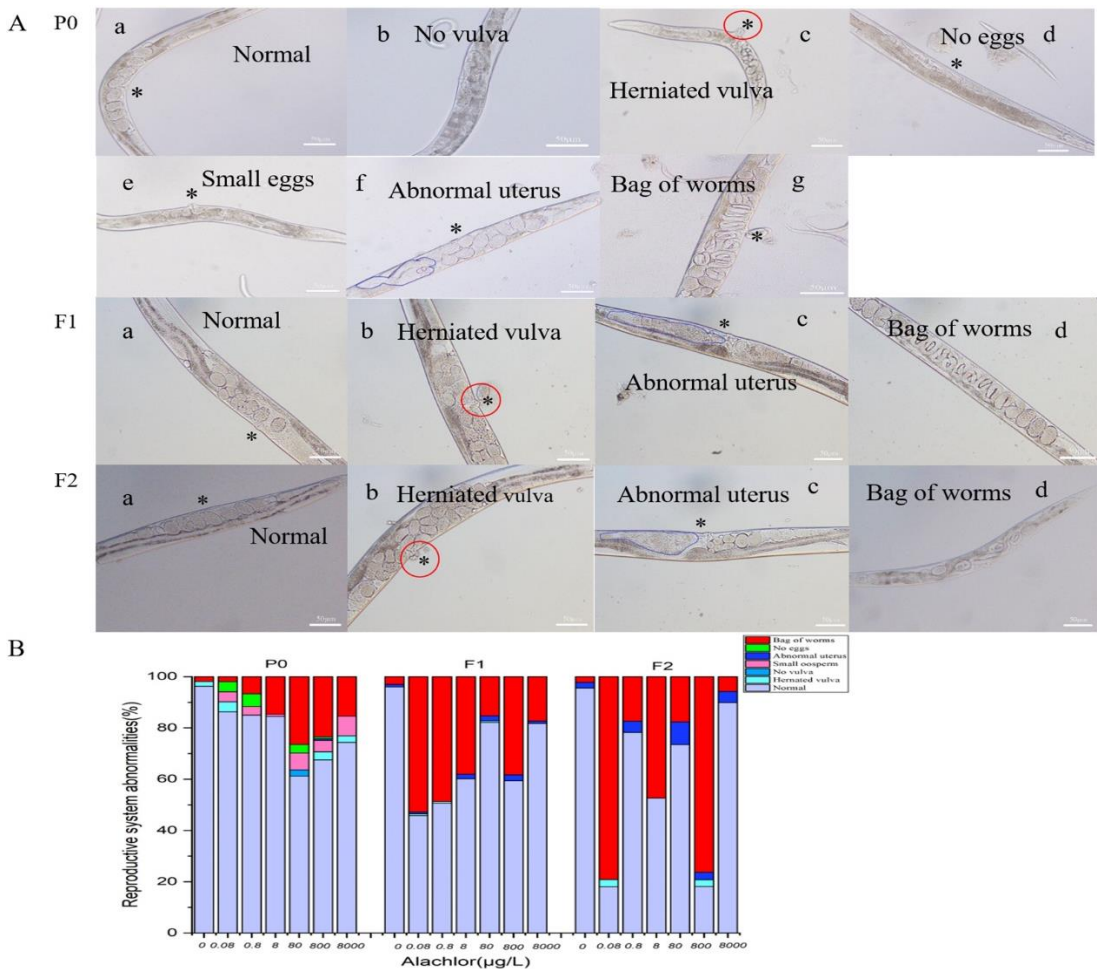 A
P0
a
Normal
*
b
No vulva
*
c
Herniated vulva
No eggs
d
*
50μm
50μm
e
Small eggs
*
f
Abnormal uterus
*
Bag of worms
g
*
50μm
F1
a
Normal
*
b
Herniated vulva
*
*
c
Abnormal uterus
Bag of worms
d
F2
a
*
Normal
b
Herniated vulva
*
Abnormal uterus
c
*
Bag of worms
d
50μm
B
Bag of worms
No eggs
Abnormal uterus
Small oosperm
No vulva
Hernated vulva
Normal
P0 F1 F2
Reproductive system abnormalities(%)
100
80
60
40
20
0
0 0.08 0.8 8 80 800 8000 0 0.08 0.8 8 80 800 8000 0 0.08 0.8 8 80 800 8000
Alachlor(μg/L)